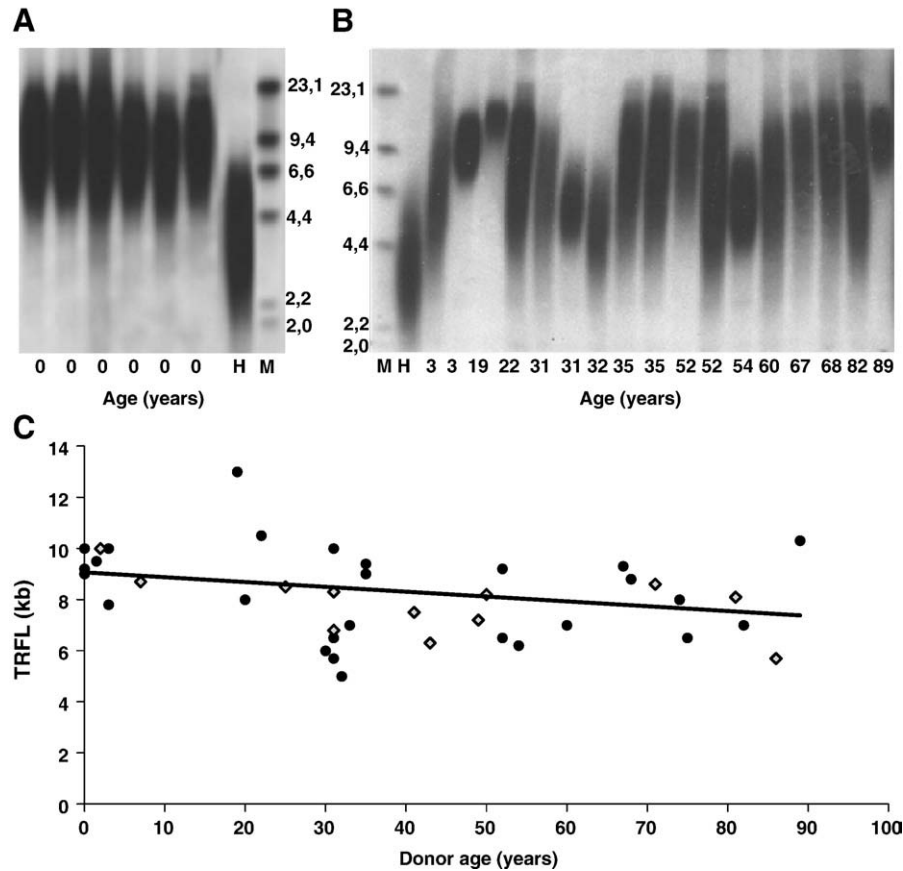 A
23,1
9,4
6,6
4,4
2,2
2,0
0 0 0 0 0 0 H M
Age (years)
B
23,1
9,4
6,6
4,4
2,2
2,0
M H 3 3 19 22 31 31 32 35 35 52 52 54 60 67 68 82 89
Age (years)
C
14
12
10
8
6
4
2
0
TRFL (kb)
0 10 20 30 40 50 60 70 80 90 100
Donor age (years)